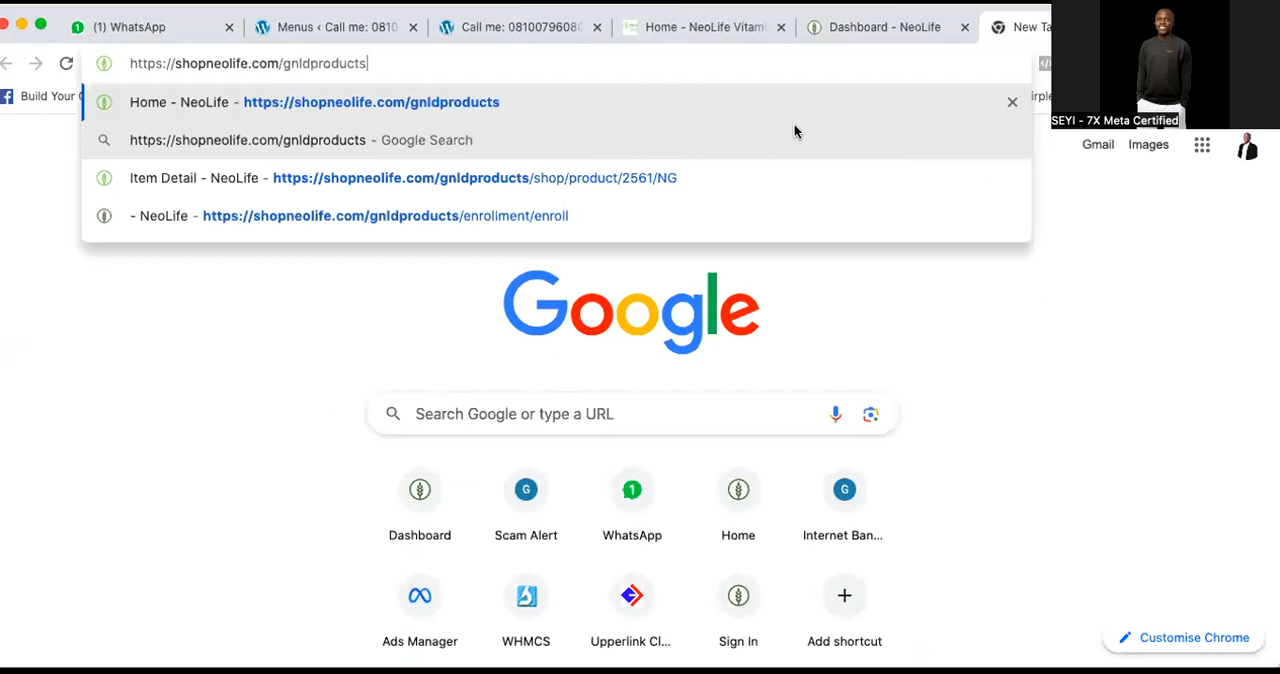 (1) WhatsApp
Menus ‹ Call me: 0810
Call me: 0810079608
Home - NeoLife Vitami
Dashboard - NeoLife
New Ta
https://shopneolife.com/gnldproducts
Build Your
Home - NeoLife - https://shopneolife.com/gnldproducts
https://shopneolife.com/gnldproducts - Google Search
Item Detail - NeoLife - https://shopneolife.com/gnldproducts/shop/product/2561/NG
- NeoLife - https://shopneolife.com/gnldproducts/enrollment/enroll
SEYI - 7X Meta Certified
Gmail Images
Google
Search Google or type a URL
Dashboard
G
Scam Alert
1
WhatsApp
Home
G
Internet Ban...
Ads Manager
WHMCS
Upperlink Cl...
Sign In
Add shortcut
Customise Chrome